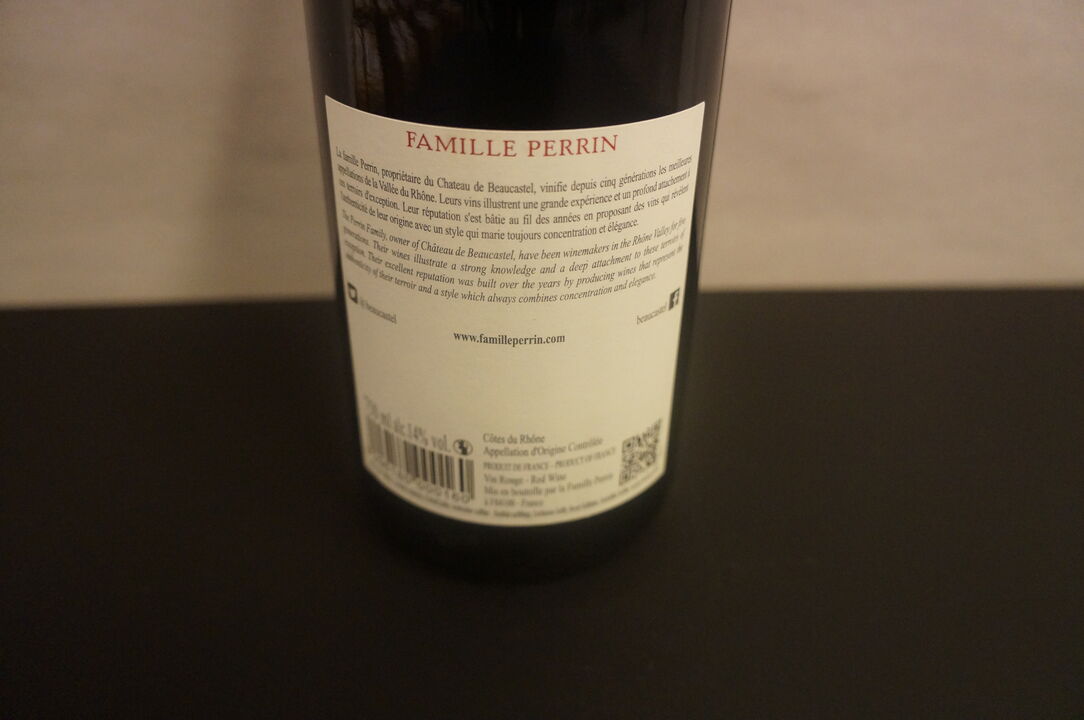 FAMILLE PERRIN
La famille Perrin, propriétaire du Chateau de Beaucastel, vinifie depuis cinq générations les meilleures
appellations de la Vallée du Rhône. Leurs vins illustrent une grande expérience et un profond attachement à
un terroirs d'exception. Leur réputation s'est bâtie au fil des années en proposant des vins qui révèlent
l'authenticité de leur origine avec un style qui marie toujours concentration et élégance.
The Perrin Family, owner of Château de Beaucastel, have been winemakers in the Rhône Valley for five
generations. Their wines illustrate a strong knowledge and a deep attachment to these terroirs of
exception. Their excellent reputation was built over the years by producing wines that represent the
authenticity of their terroir and a style which always combines concentration and elegance.
@beaucastel
beaucastel
www.familleperrin.com
750 ml alc.14% vol.
Côtes du Rhône
Appellation d'Origine Contrôlée
PRODUIT DE FRANCE - PRODUCT OF FRANCE
Vin Rouge - Red Wine
Mis en bouteille par la Famille Perrin
France